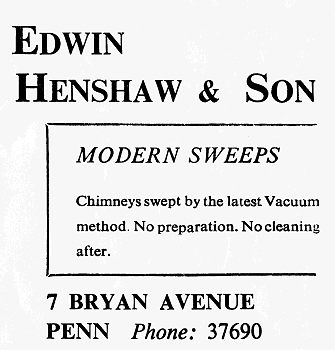 EDWIN
HENSHAW & SON
MODERN SWEEPS
Chimneys swept by the latest Vacuum
method. No preparation. No cleaning
after.
7 BRYAN AVENUE
PENN Phone: 37690